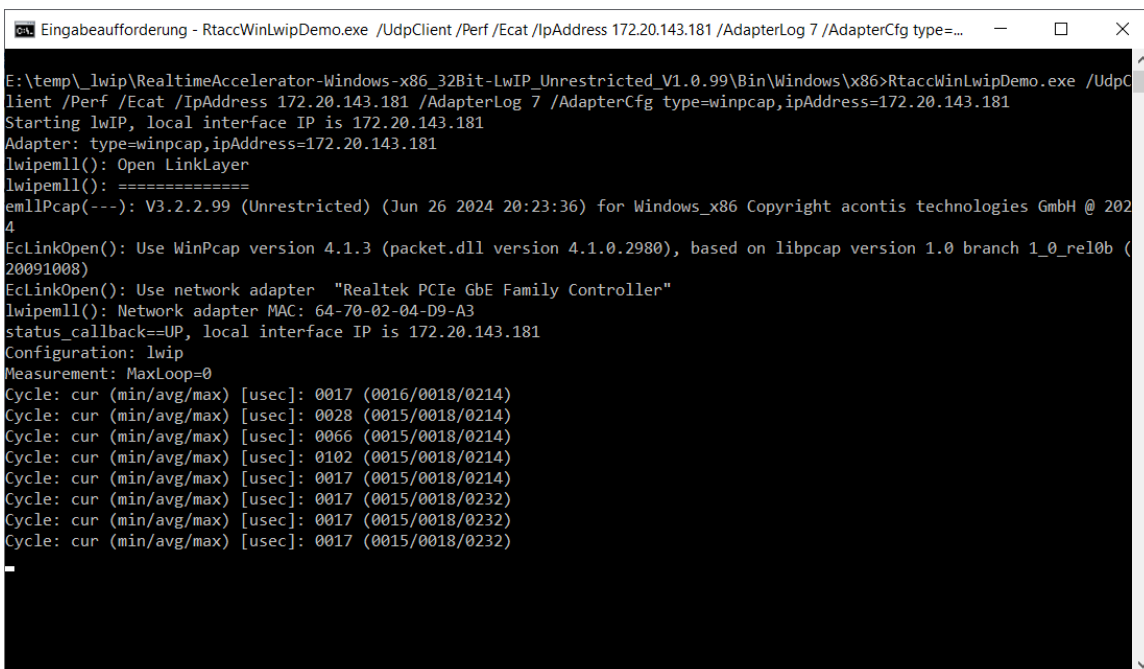 Eingabeaufforderung - RtaccWinLwipDemo.exe /UdpClient /Perf /Ecat /IpAddress 172.20.143.181 /AdapterLog 7 /AdapterCfg type=...
E:\temp\_lwip\RealtimeAccelerator-Windows-x86_32Bit-LwIP_Unrestricted_V1.0.99\Bin\Windows\x86>RtaccWinLwipDemo.exe /UdpC
lient /Perf /Ecat /IpAddress 172.20.143.181 /AdapterLog 7 /AdapterCfg type=winpcap,ipAddress=172.20.143.181
Starting lwIP, local interface IP is 172.20.143.181
Adapter: type=winpcap,ipAddress=172.20.143.181
lwipemll(): Open LinkLayer
lwipemll(): ==============
emllPcap(---): V3.2.2.99 (Unrestricted) (Jun 26 2024 20:23:36) for Windows_x86 Copyright acontis technologies GmbH @ 202
4
EcLinkOpen(): Use WinPcap version 4.1.3 (packet.dll version 4.1.0.2980), based on libpcap version 1.0 branch 1_0_rel0b (
20091008)
EcLinkOpen(): Use network adapter  "Realtek PCIe GbE Family Controller"
lwipemll(): Network adapter MAC: 64-70-02-04-D9-A3
status_callback==UP, local interface IP is 172.20.143.181
Configuration: lwip
Measurement: MaxLoop=0
Cycle: cur (min/avg/max) [usec]: 0017 (0016/0018/0214)
Cycle: cur (min/avg/max) [usec]: 0028 (0015/0018/0214)
Cycle: cur (min/avg/max) [usec]: 0066 (0015/0018/0214)
Cycle: cur (min/avg/max) [usec]: 0102 (0015/0018/0214)
Cycle: cur (min/avg/max) [usec]: 0017 (0015/0018/0214)
Cycle: cur (min/avg/max) [usec]: 0017 (0015/0018/0232)
Cycle: cur (min/avg/max) [usec]: 0017 (0015/0018/0232)
Cycle: cur (min/avg/max) [usec]: 0017 (0015/0018/0232)